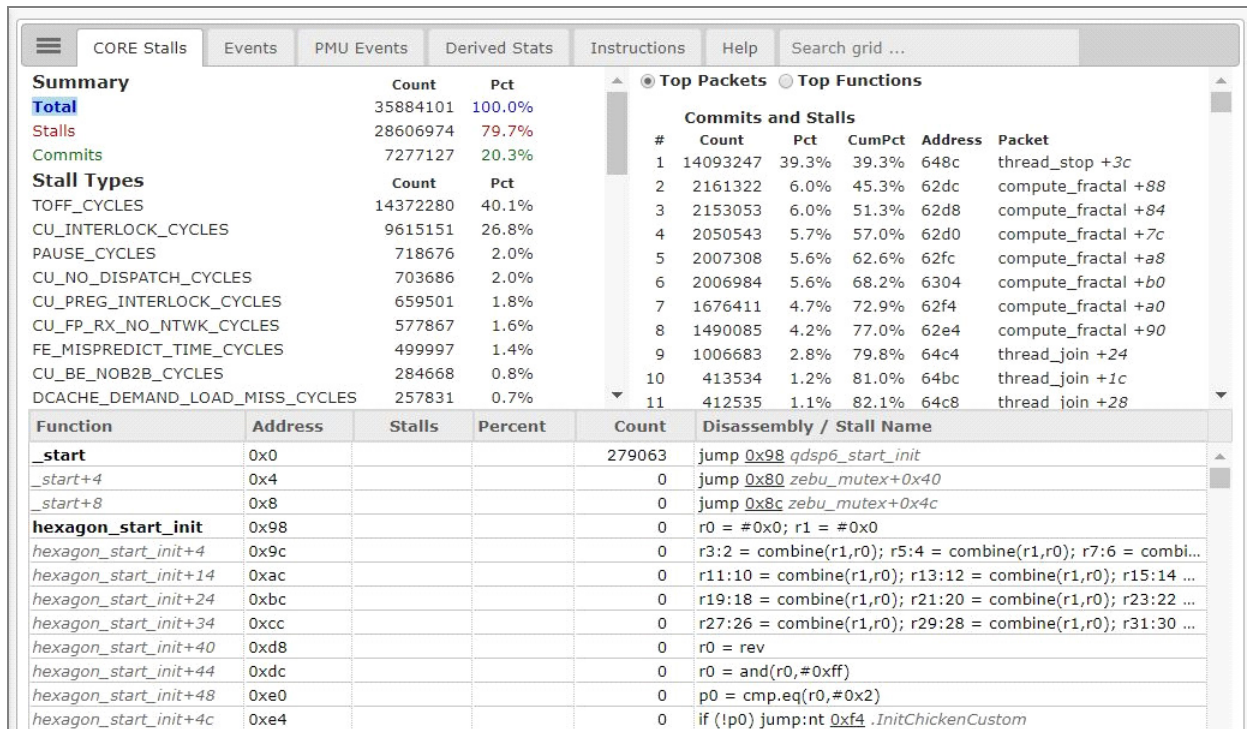 CORE Stalls Events PMU Events Derived Stats Instructions Help Search grid ...
Summary Count Pct
Total 35884101 100.0%
Stalls 28606974 79.7%
Commits 7277127 20.3%
Stall Types Count Pct
TOFF_CYCLES 14372280 40.1%
CU_INTERLOCK_CYCLES 9615151 26.8%
PAUSE_CYCLES 718676 2.0%
CU_NO_DISPATCH_CYCLES 703686 2.0%
CU_PREG_INTERLOCK_CYCLES 659501 1.8%
CU_FP_RX_NO_NTWK_CYCLES 577867 1.6%
FE_MISPREDICT_TIME_CYCLES 499997 1.4%
CU_BE_NOB2B_CYCLES 284668 0.8%
DCACHE_DEMAND_LOAD_MISS_CYCLES 257831 0.7%
Top Packets Top Functions
Commits and Stalls
# Count Pct CumPct Address Packet
1 14093247 39.3% 39.3% 648c thread_stop +3c
2 2161322 6.0% 45.3% 62dc compute_fractal +88
3 2153053 6.0% 51.3% 62d8 compute_fractal +84
4 2050543 5.7% 57.0% 62d0 compute_fractal +7c
5 2007308 5.6% 62.6% 62fc compute_fractal +a8
6 2006984 5.6% 68.2% 6304 compute_fractal +b0
7 1676411 4.7% 72.9% 62f4 compute_fractal +a0
8 1490085 4.2% 77.0% 62e4 compute_fractal +90
9 1006683 2.8% 79.8% 64c4 thread_join +24
10 413534 1.2% 81.0% 64bc thread_join +1c
11 412535 1.1% 82.1% 64c8 thread_join +28
Function Address Stalls Percent Count Disassembly / Stall Name
_start 0x0 279063 jump 0x98 qdsp6_start_init
_start+4 0x4 0 jump 0x80 zebu_mutex+0x40
_start+8 0x8 0 jump 0x8c zebu_mutex+0x4c
hexagon_start_init 0x98 0 r0 = #0x0; r1 = #0x0
hexagon_start_init+4 0x9c 0 r3:2 = combine(r1,r0); r5:4 = combine(r1,r0); r7:6 = combi...
hexagon_start_init+14 0xac 0 r11:10 = combine(r1,r0); r13:12 = combine(r1,r0); r15:14 ...
hexagon_start_init+24 0xbc 0 r19:18 = combine(r1,r0); r21:20 = combine(r1,r0); r23:22 ...
hexagon_start_init+34 0xcc 0 r27:26 = combine(r1,r0); r29:28 = combine(r1,r0); r31:30 ...
hexagon_start_init+40 0xd8 0 r0 = rev
hexagon_start_init+44 0xdc 0 r0 = and(r0,#0xff)
hexagon_start_init+48 0xe0 0 p0 = cmp.eq(r0,#0x2)
hexagon_start_init+4c 0xe4 0 if (!p0) jump:nt 0xf4 .InitChickenCustom